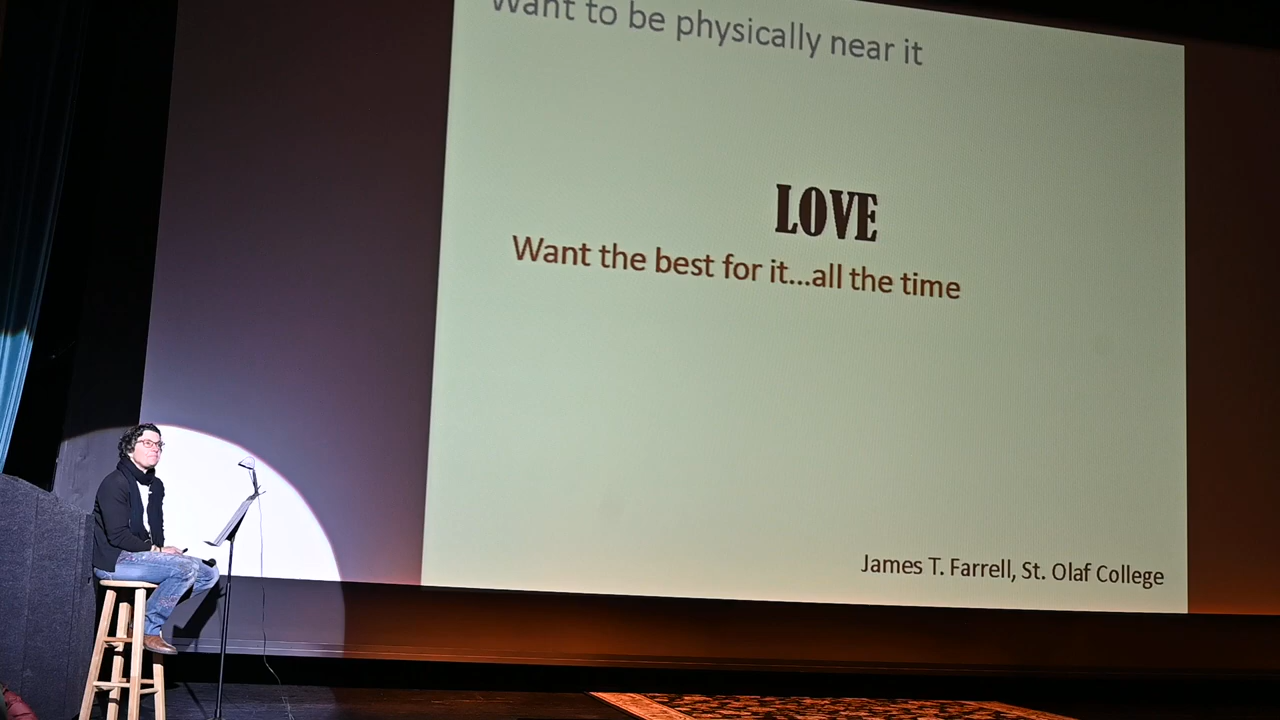 Want to be physically near it
LOVE
Want the best for it...all the time
James T. Farrell, St. Olaf College